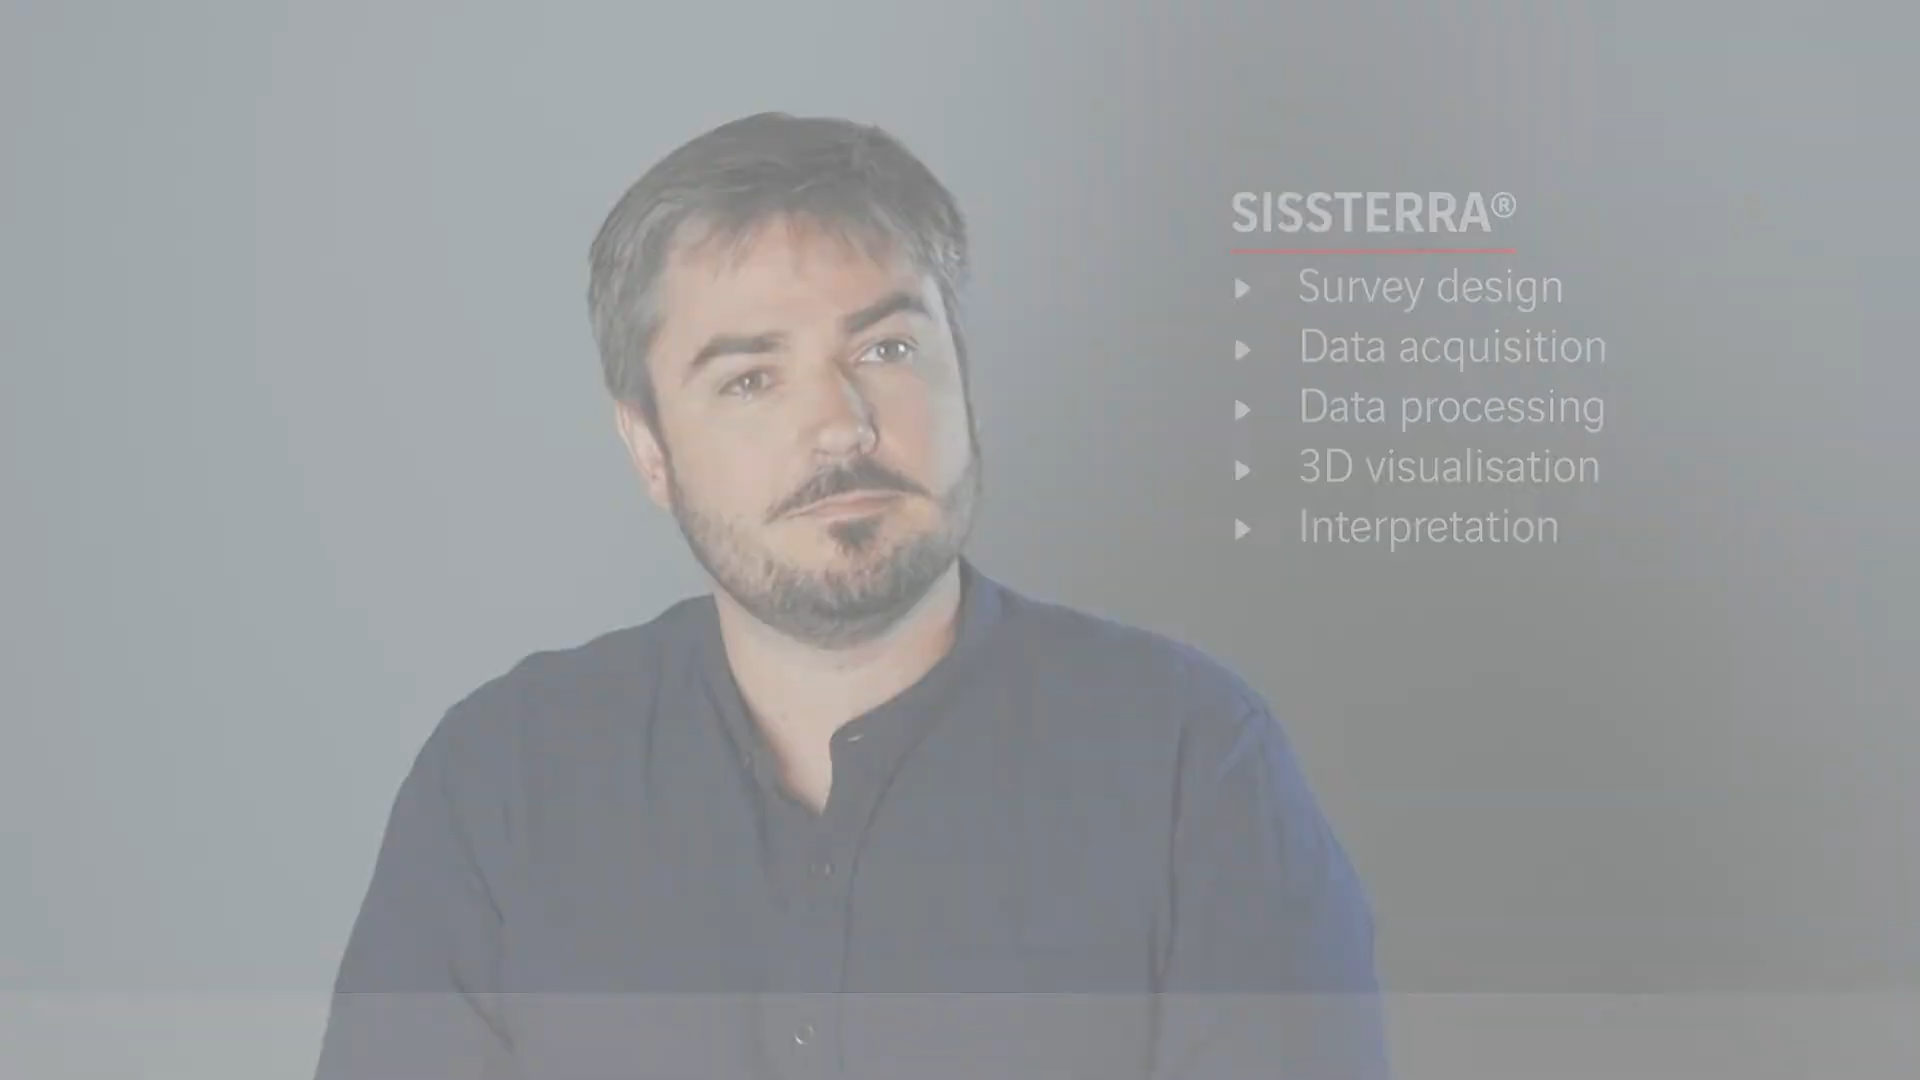 SISSTERRA®
Survey design
Data acquisition
Data processing
3D visualisation
Interpretation